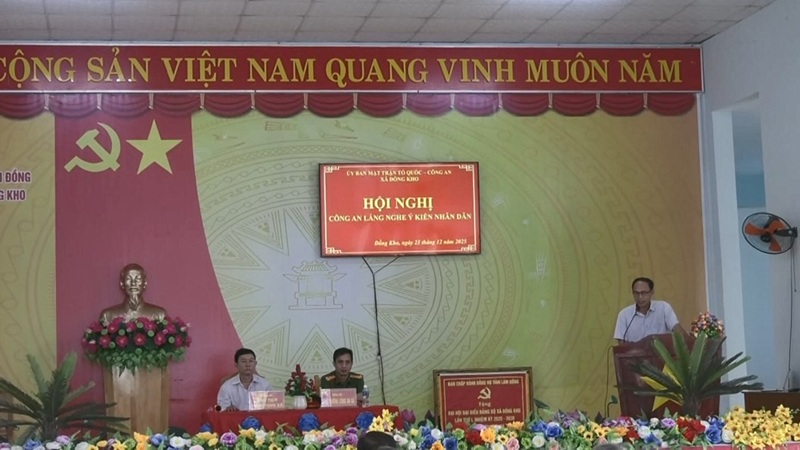 CỘNG SẢN VIỆT NAM QUANG VINH MUÔN NĂM
ĐỒNG
KHO
ỦY BAN MẶT TRẬN TỔ QUỐC - CÔNG AN
XÃ ĐỒNG KHO
HỘI NGHỊ
CÔNG AN LẮNG NGHE Ý KIẾN NHÂN DÂN
Đồng Kho, ngày 21 tháng 12 năm 2025
BAN CHẤP HÀNH ĐẢNG BỘ TỈNH LÂM ĐỒNG
Tặng
ĐẠI HỘI ĐẠI BIỂU ĐẢNG BỘ XÃ ĐỒNG KHO
LẦN THỨ I, NHIỆM KỲ 2025 - 2030